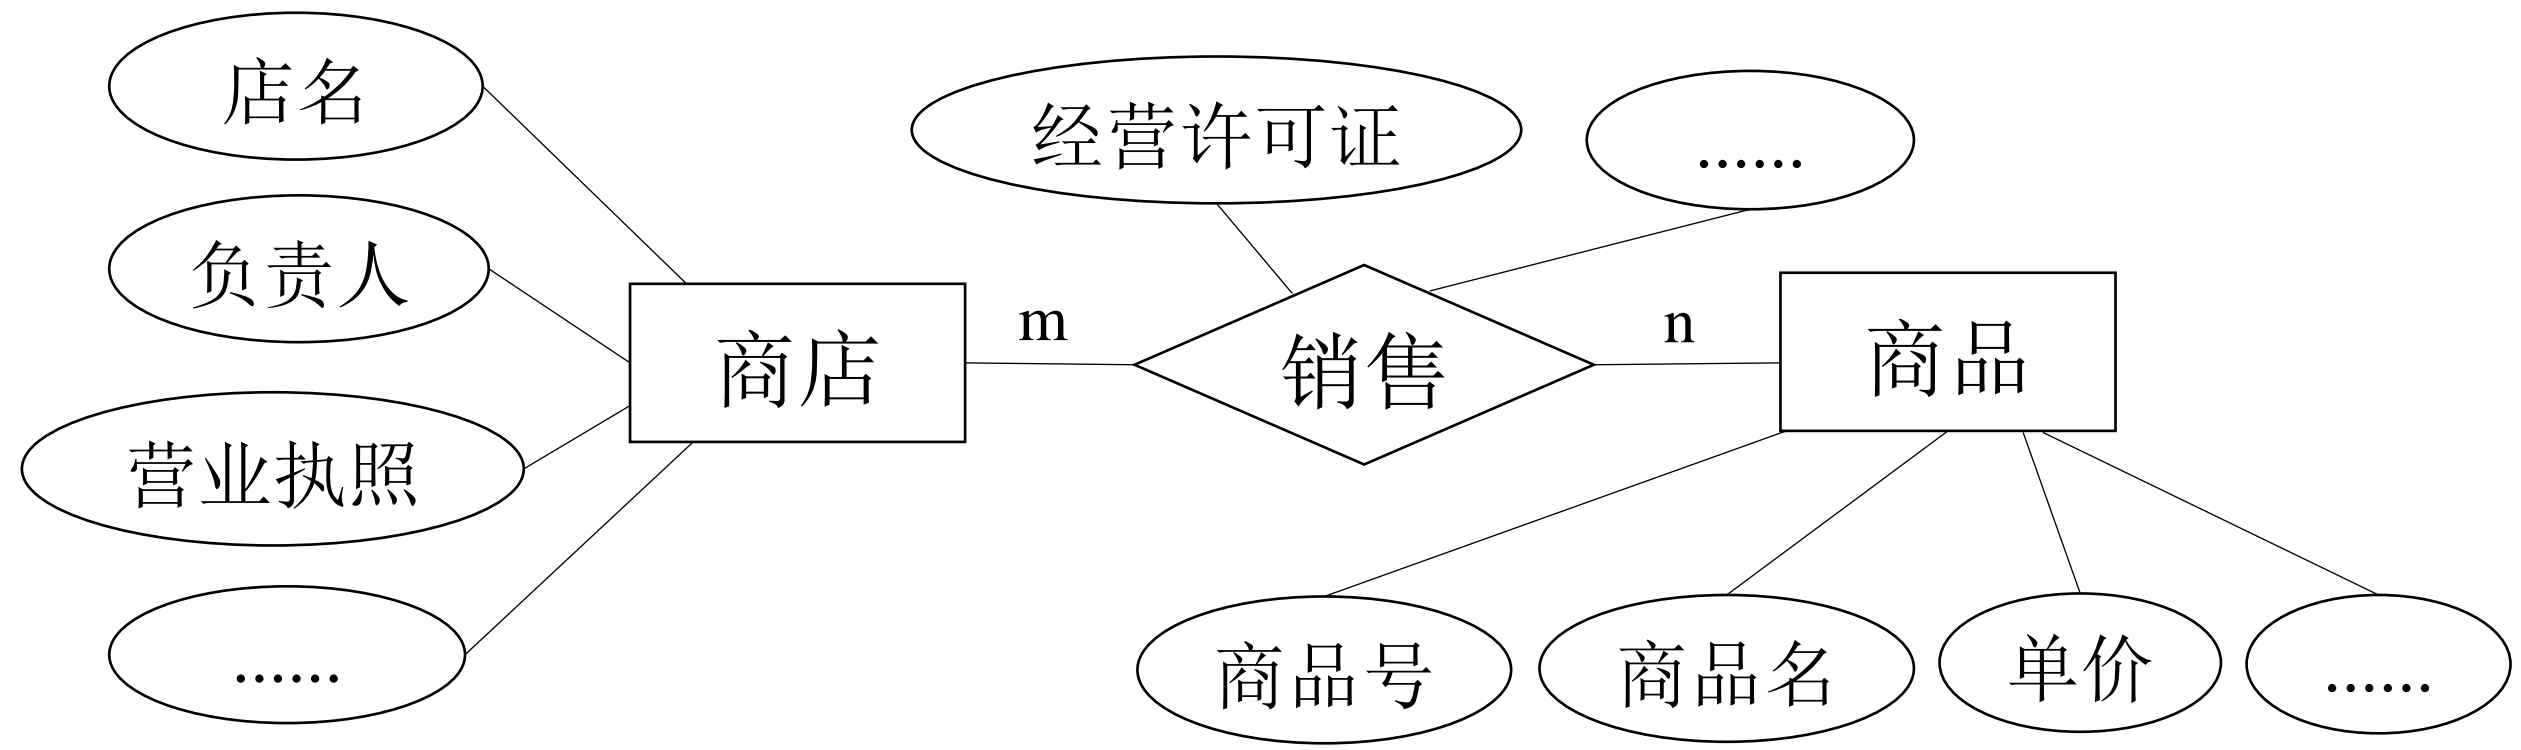 店名
负责人
营业执照
......
商店
m
经营许可证
......
销售
n
商品
商品号
商品名
单价
......